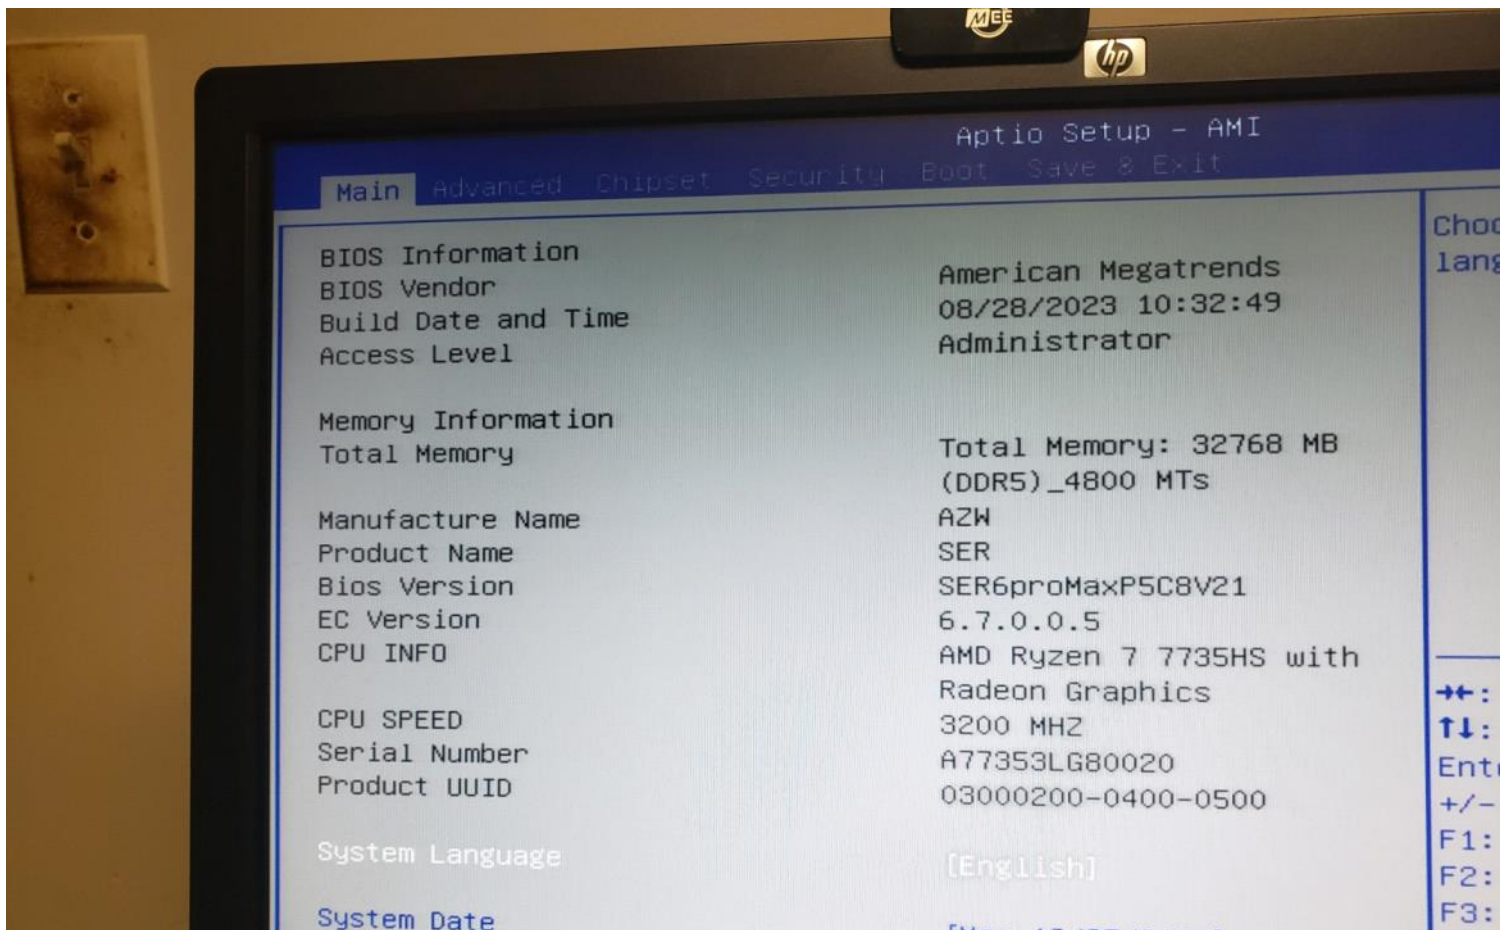 MEE
hp
Aptio Setup - AMI
Main Advanced Chipset Security Boot Save & Exit
BIOS Information
BIOS Vendor American Megatrends
Build Date and Time 08/28/2023 10:32:49
Access Level Administrator
Memory Information
Total Memory Total Memory: 32768 MB
(DDR5)_4800 MTs
Manufacture Name AZW
Product Name SER
Bios Version SER6proMaxP5C8V21
EC Version 6.7.0.0.5
CPU INFO AMD Ryzen 7 7735HS with
Radeon Graphics
CPU SPEED 3200 MHZ
Serial Number A77353LG80020
Product UUID 03000200-0400-0500
System Language [English]
System Date
→←:
↑↓:
+/-
F1:
F2:
F3: